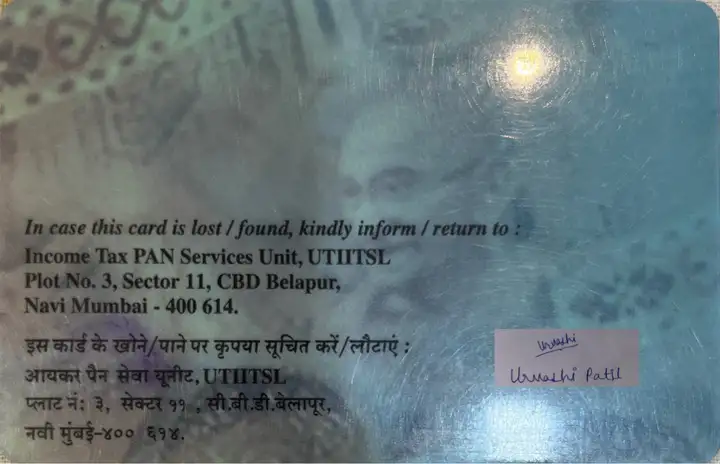 In case this card is lost / found, kindly inform / return to :
Income Tax PAN Services Unit, UTIITSL
Plot No. 3, Sector 11, CBD Belapur,
Navi Mumbai - 400 614.
इस कार्ड के खोने/पाने पर कृपया सूचित करें/लौटाएं :
आयकर पैन सेवा यूनीट, UTIITSL
प्लाट नं: ३, सेक्टर ११ , सी.बी.डी.बेलापूर,
नवी मुंबई-४०० ६१४.
Urvashi
Urvashi Patil